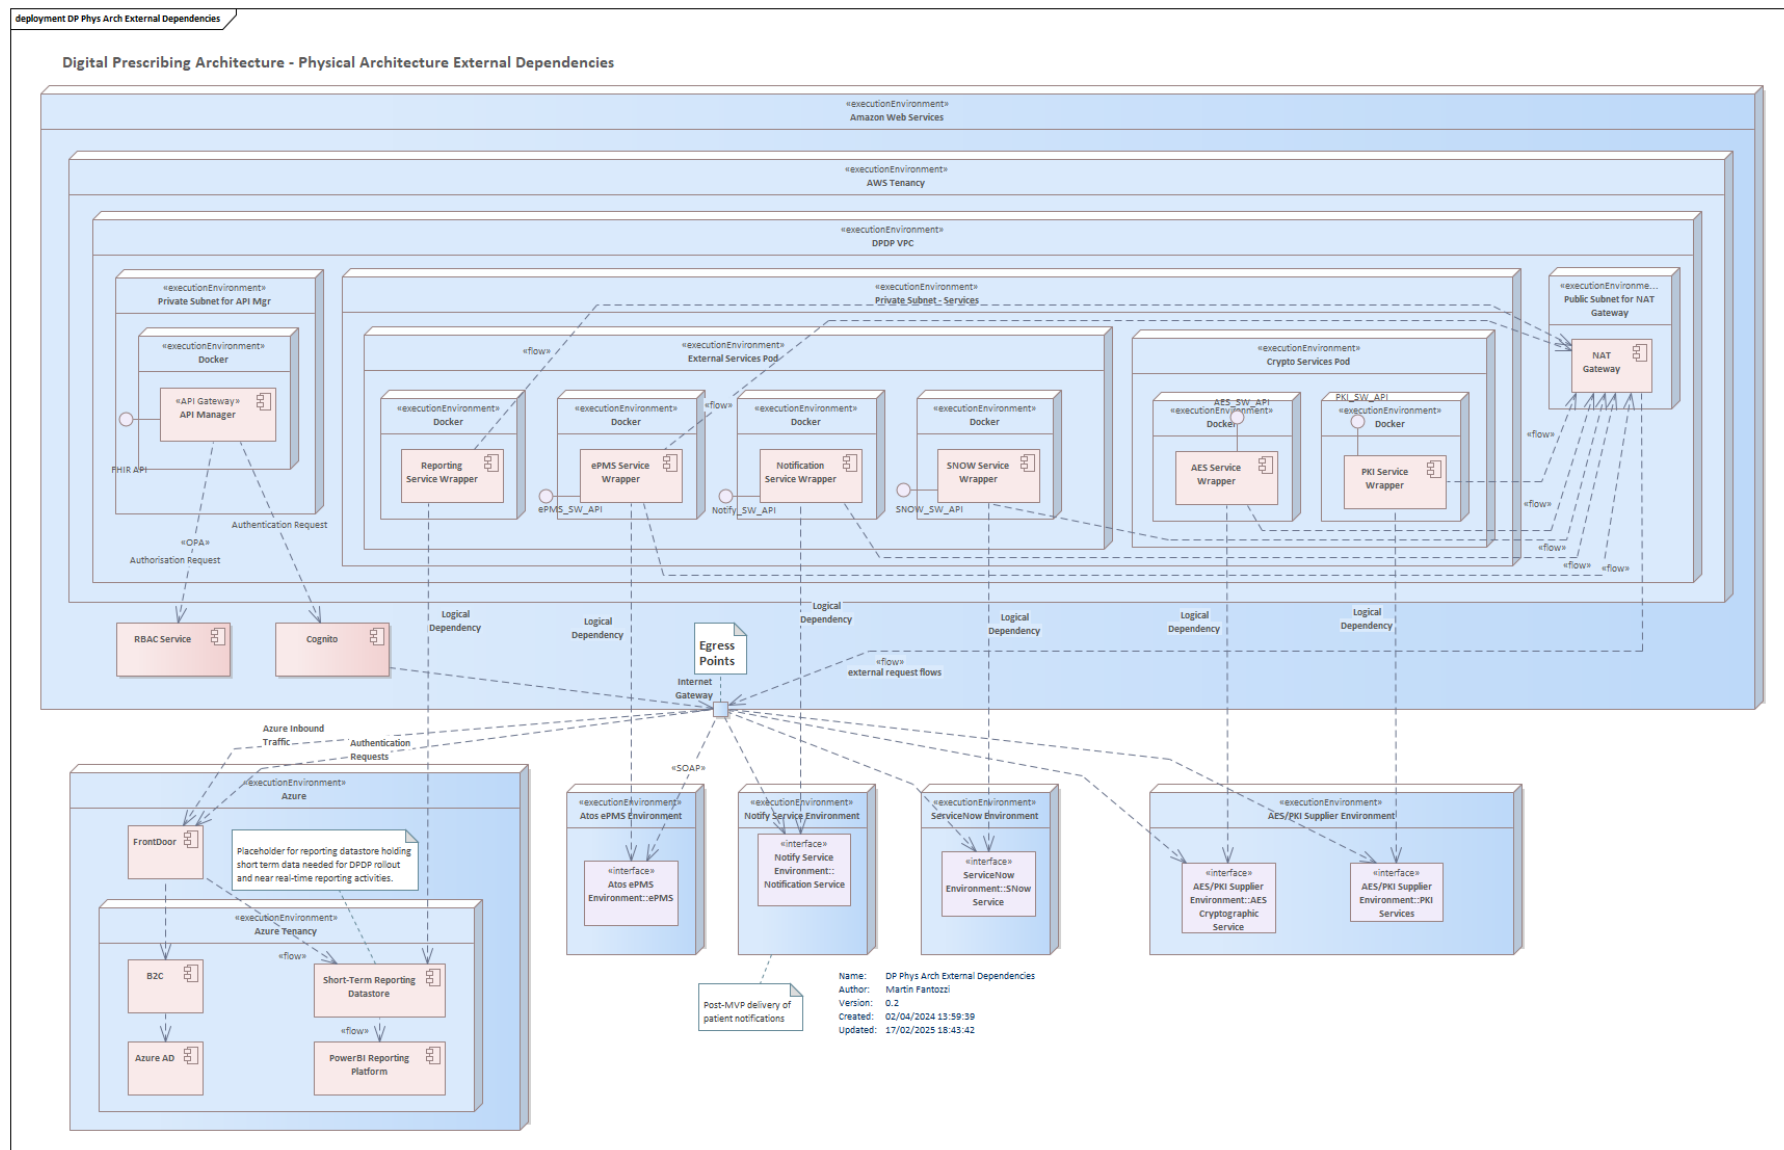 deployment DP Phys Arch External Dependencies
Digital Prescribing Architecture - Physical Architecture External Dependencies
«executionEnvironment»
Amazon Web Services
«executionEnvironment»
AWS Tenancy
«executionEnvironment»
DPDP VPC
«executionEnvironment»
Private Subnet for API Mgr
«executionEnvironment»
Docker
«API Gateway»
API Manager
FHIR API
«executionEnvironment»
Private Subnet - Services
«executionEnvironment»
External Services Pod
«flow»
«flow»
«executionEnvironment»
Docker
Reporting
Service Wrapper
«executionEnvironment»
Docker
ePMS Service
Wrapper
ePMS_SW_API
«executionEnvironment»
Docker
Notification
Service Wrapper
Notify_SW_API
«executionEnvironment»
Docker
SNOW Service
Wrapper
SNOW_SW_API
«executionEnvironment»
Crypto Services Pod
AES_SW_API
«executionEnvironment»
Docker
AES Service
Wrapper
PKI_SW_API
«executionEnvironment»
Docker
PKI Service
Wrapper
«executionEnvironme...
Public Subnet for NAT
Gateway
NAT
Gateway
«flow»
«flow»
«flow»
«flow»
«flow»
Authentication Request
«OPA»
Authorisation Request
RBAC Service
Cognito
Logical
Dependency
Logical
Dependency
Logical
Dependency
Logical
Dependency
Logical
Dependency
Logical
Dependency
Egress
Points
Internet
Gateway
«flow»
external request flows
Azure Inbound
Traffic
Authentication
Requests
«SOAP»
«executionEnvironment»
Azure
FrontDoor
Placeholder for reporting datastore holding
short term data needed for DPDP rollout
and near real-time reporting activities.
«executionEnvironment»
Azure Tenancy
«flow»
B2C
Short-Term Reporting
Datastore
«flow»
Azure AD
PowerBI Reporting
Platform
«executionEnvironment»
Atos ePMS Environment
«interface»
Atos ePMS
Environment::ePMS
«executionEnvironment»
Notify Service Environment
«interface»
Notify Service
Environment::
Notification Service
«executionEnvironment»
ServiceNow Environment
«interface»
ServiceNow
Environment::SNow
Service
«executionEnvironment»
AES/PKI Supplier Environment
«interface»
AES/PKI Supplier
Environment::AES
Cryptographic
Service
«interface»
AES/PKI Supplier
Environment::PKI
Services
Post-MVP delivery of
patient notifications
Name: DP Phys Arch External Dependencies
Author: Martin Fantozzi
Version: 0.2
Created: 02/04/2024 13:59:39
Updated: 17/02/2025 18:43:42